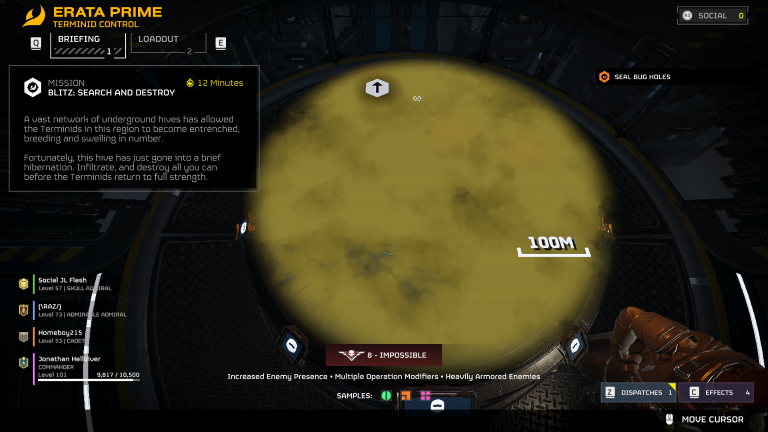 ERATA PRIME
TERMINID CONTROL
SOCIAL 0
Q
BRIEFING
1
LOADOUT
2
E
MISSION
BLITZ: SEARCH AND DESTROY
12 Minutes
A vast network of underground hives has allowed
the Terminids in this region to become entrenched,
breeding and swelling in number.
Fortunately, this hive has just gone into a brief
hibernation. Infiltrate, and destroy all you can
before the Terminids return to full strength.
SEAL BUG HOLES
100M
Social JL Flash
Level 57 | SKULL ADMIRAL
(\RAZ/)
Level 73 | ADMIRABLE ADMIRAL
Homeboy215
Level 53 | CADET
Jonathan Helldiver
COMMANDER
Level 101 9,817 / 10,500
8 - IMPOSSIBLE
Increased Enemy Presence • Multiple Operation Modifiers • Heavily Armored Enemies
SAMPLES:
Z DISPATCHES 1
C EFFECTS 4
MOVE CURSOR